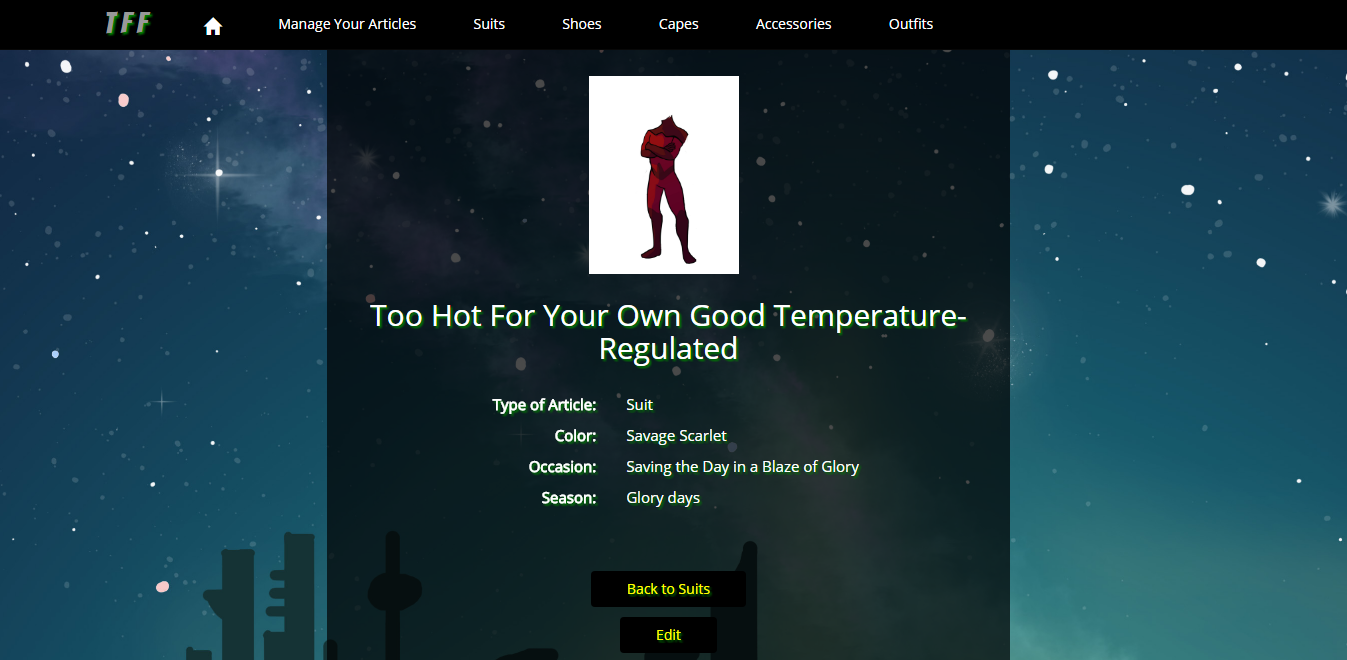 TFF
Manage Your Articles
Suits
Shoes
Capes
Accessories
Outfits
Too Hot For Your Own Good Temperature-
Regulated
Type of Article: Suit
Color: Savage Scarlet
Occasion: Saving the Day in a Blaze of Glory
Season: Glory days
Back to Suits
Edit